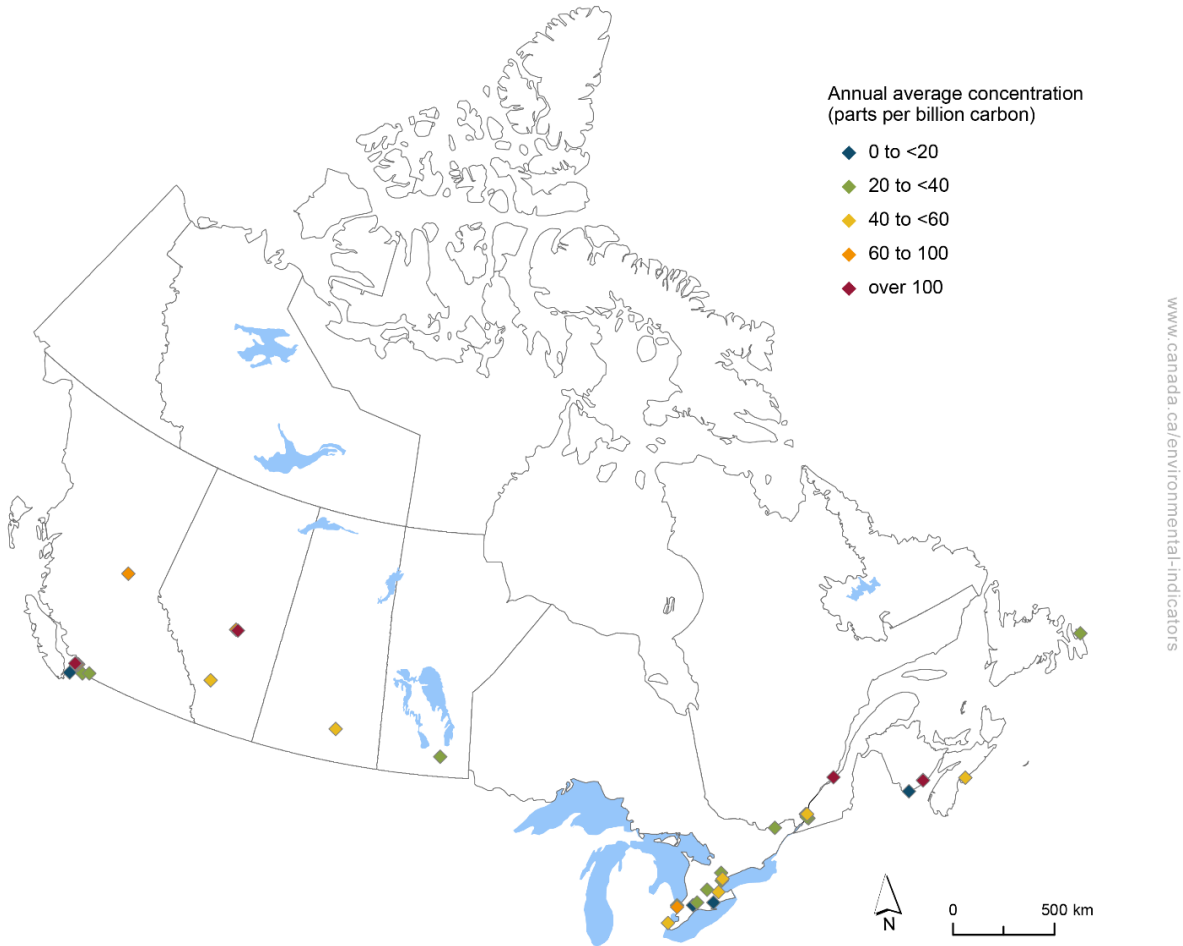 Annual average concentration
(parts per billion carbon)
0 to <20
20 to <40
40 to <60
60 to 100
over 100
www.canada.ca/environmental-indicators
N
0 500 km